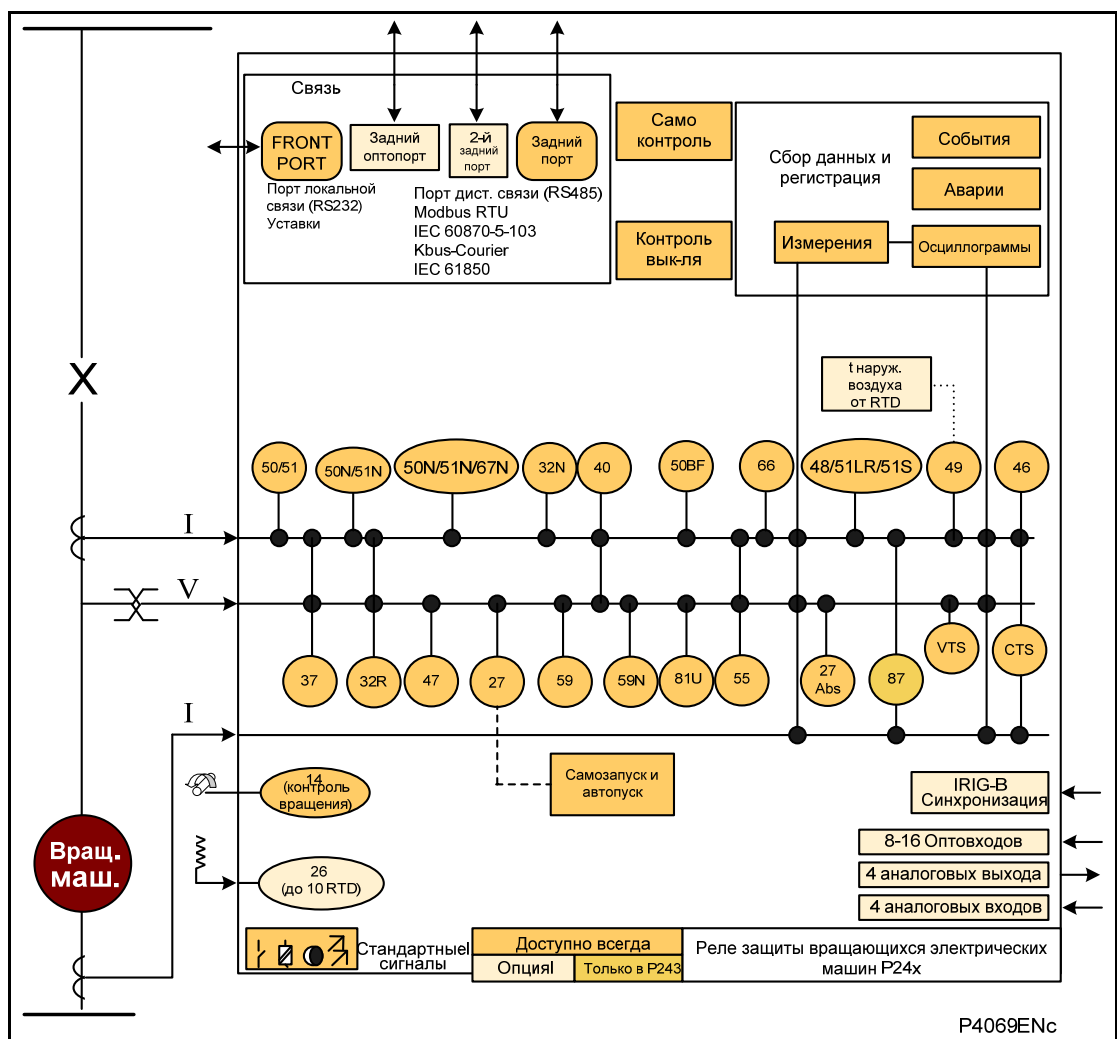 Связь
FRONT
PORT
Задний
оптопорт
2-й
задний
порт
Задний
порт
Порт локальной
связи (RS232)
Уставки
Порт дист. связи (RS485)
Modbus RTU
IEC 60870-5-103
Kbus-Courier
IEC 61850
Само
контроль
Контроль
вык-ля
Сбор данных и
регистрация
События
Аварии
Измерения
Осциллограммы
X
t наруж.
воздуха
от RTD
50/51
50N/51N
50N/51N/67N
32N
40
50BF
66
48/51LR/51S
49
46
I
V
37
32R
47
27
59
59N
81U
55
27
Abs
87
VTS
CTS
I
14
(контроль
вращения)
Самозапуск и
автопуск
IRIG-B
Синхронизация
8-16 Оптовходов
4 аналоговых выхода
4 аналоговых входов
Вращ.
маш.
26
(до 10 RTD)
Стандартныеl
сигналы
Доступно всегда
Опцияl
Только в P243
Реле защиты вращающихся электрических
машин P24x
P4069ENc